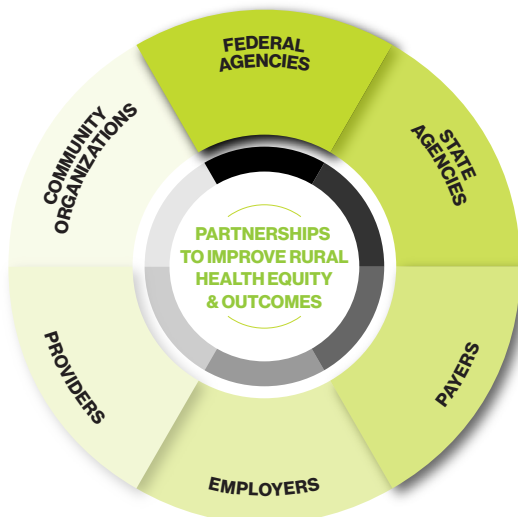 FEDERAL
AGENCIES
STATE
AGENCIES
PAYERS
EMPLOYERS
PROVIDERS
COMMUNITY
ORGANIZATIONS
PARTNERSHIPS
TO IMPROVE RURAL
HEALTH EQUITY
& OUTCOMES